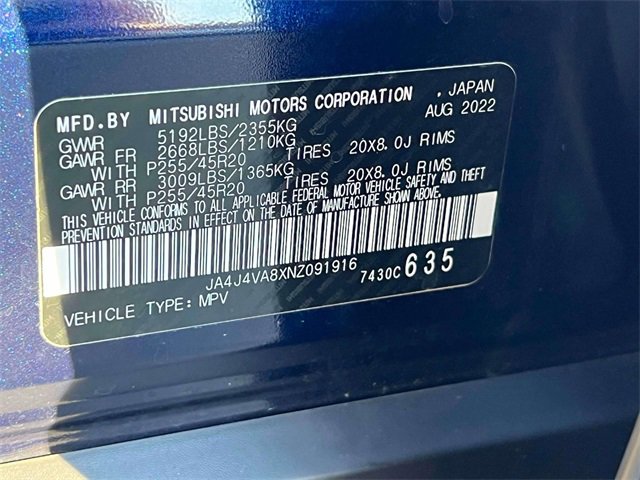 MFD.BY MITSUBISHI MOTORS CORPORATION . JAPAN
GWWR 5192LBS/2355KG AUG 2022
GAWR FR 2668LBS/1210KG TIRES 20X8.0J RIMS
WITH P255/45R20
GAWR RR 3009LBS/1365KG TIRES 20X8.0J RIMS
WITH P255/45R20
THIS VEHICLE CONFORMS TO ALL APPLICABLE FEDERAL MOTOR VEHICLE SAFETY AND THEFT
PREVENTION STANDARDS IN EFFECT ON THE DATE OF MANUFACTURE SHOWN ABOVE.
JA4J4VA8XNZ091916 7430C 635
VEHICLE TYPE:MPV